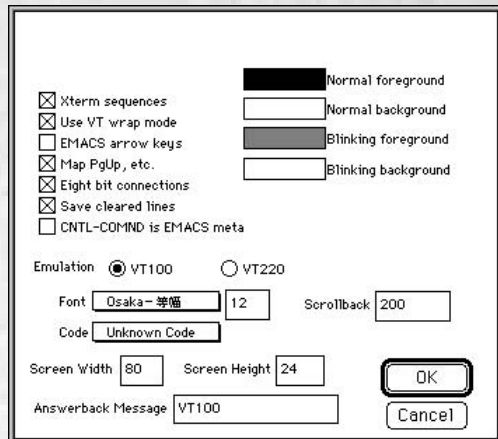 Normal foreground
Xterm sequences
Normal background
Use VT wrap mode
EMACS arrow keys
Blinking foreground
Map PgUp, etc.
Blinking background
Eight bit connections
Save cleared lines
CNTL-COMND is EMACS meta
Emulation VT100 VT220
Font Osaka－等幅 12 Scrollback 200
Code Unknown Code
Screen Width 80 Screen Height 24
OK
Answerback Message VT100
Cancel